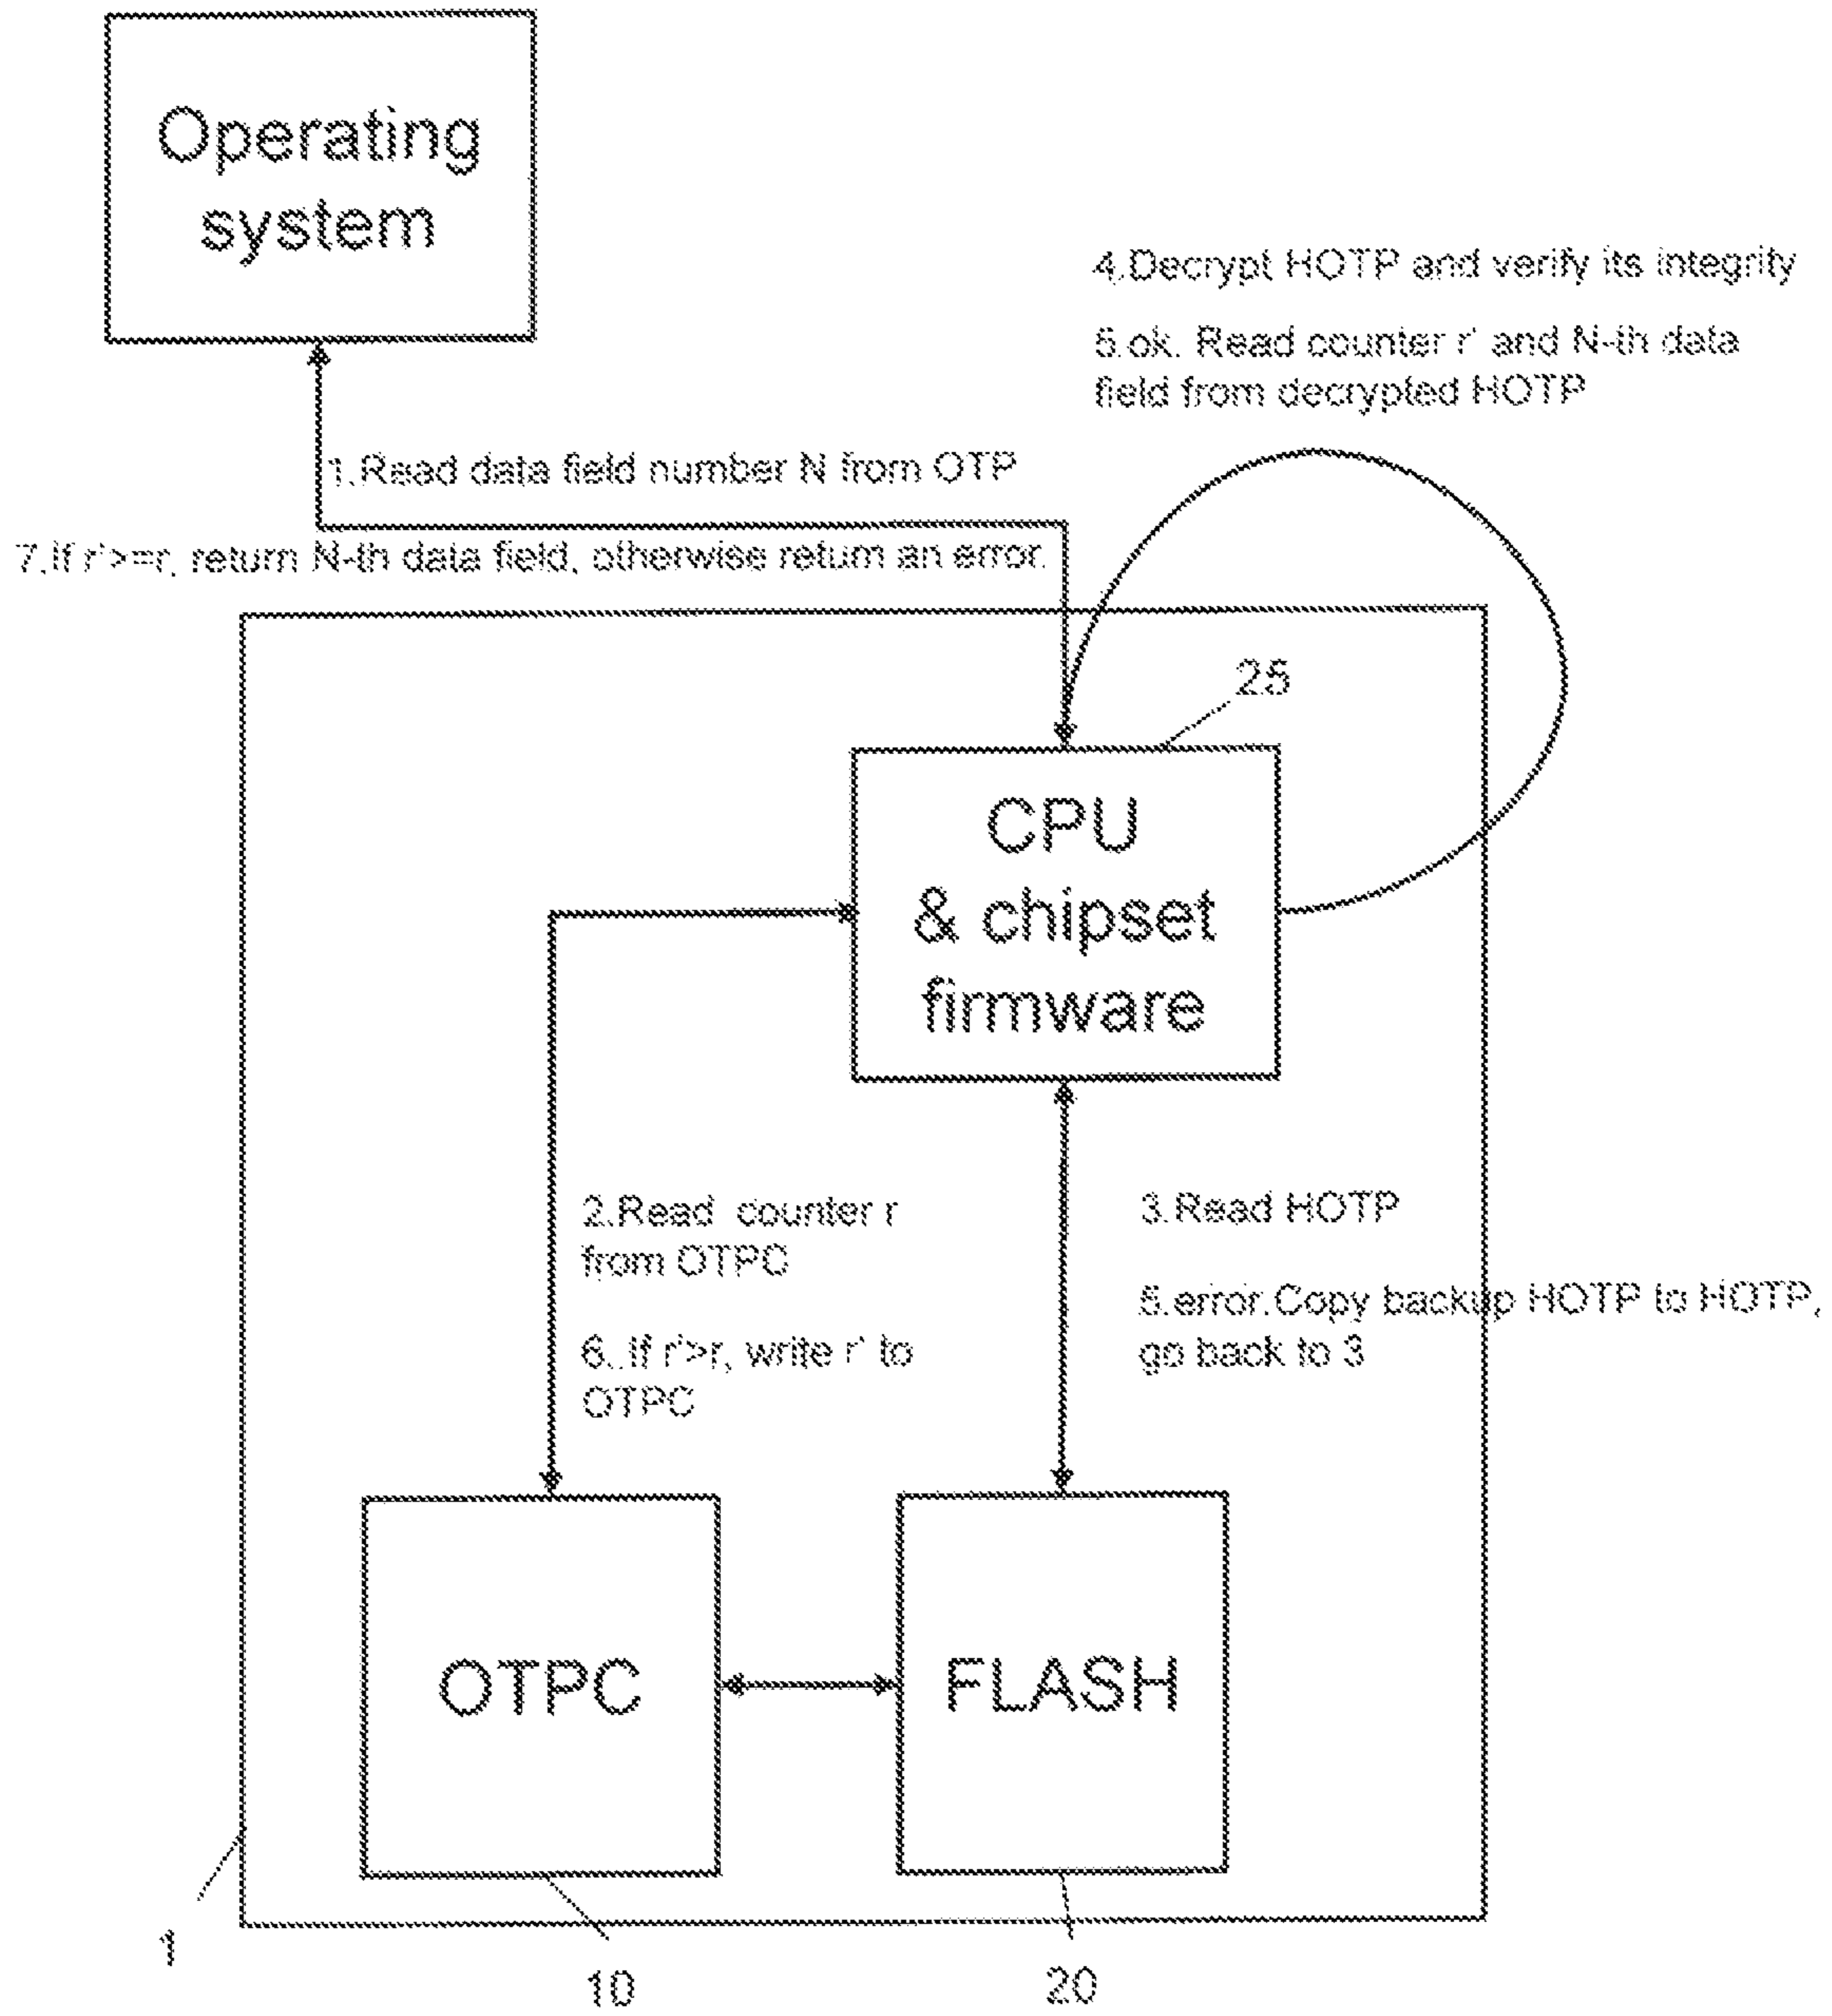 Operating
system
4.Decrypt HOTP and verify its integrity
5.ok. Read counter r' and N-th data
field from decrypted HOTP
1.Read data field number N from OTP
7.If r'>=r, return N-th data field, otherwise return an error.
25
CPU
& chipset
firmware
2.Read counter r
from OTPC
3.Read HOTP
5.error.Copy backup HOTP to HOTP,
go back to 3
6..If r'>r, write r' to
OTPC
OTPC
FLASH
1
10
20